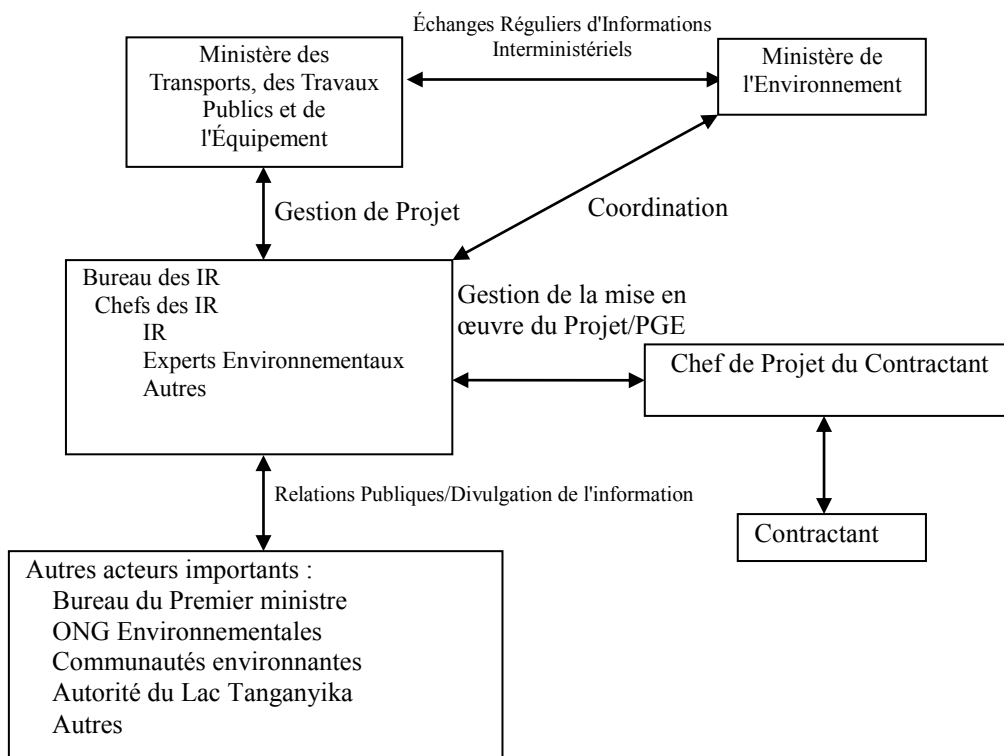 Échanges Réguliers d'Informations
Interministériels
Ministère des
Transports, des Travaux
Publics et de
l'Équipement
Ministère de
l'Environnement
Gestion de Projet
Coordination
Bureau des IR
Chefs des IR
IR
Experts Environnementaux
Autres
Gestion de la mise en
œuvre du Projet/PGE
Chef de Projet du Contractant
Relations Publiques/Divulgation de l'information
Contractant
Autres acteurs importants :
Bureau du Premier ministre
ONG Environnementales
Communautés environnantes
Autorité du Lac Tanganyika
Autres